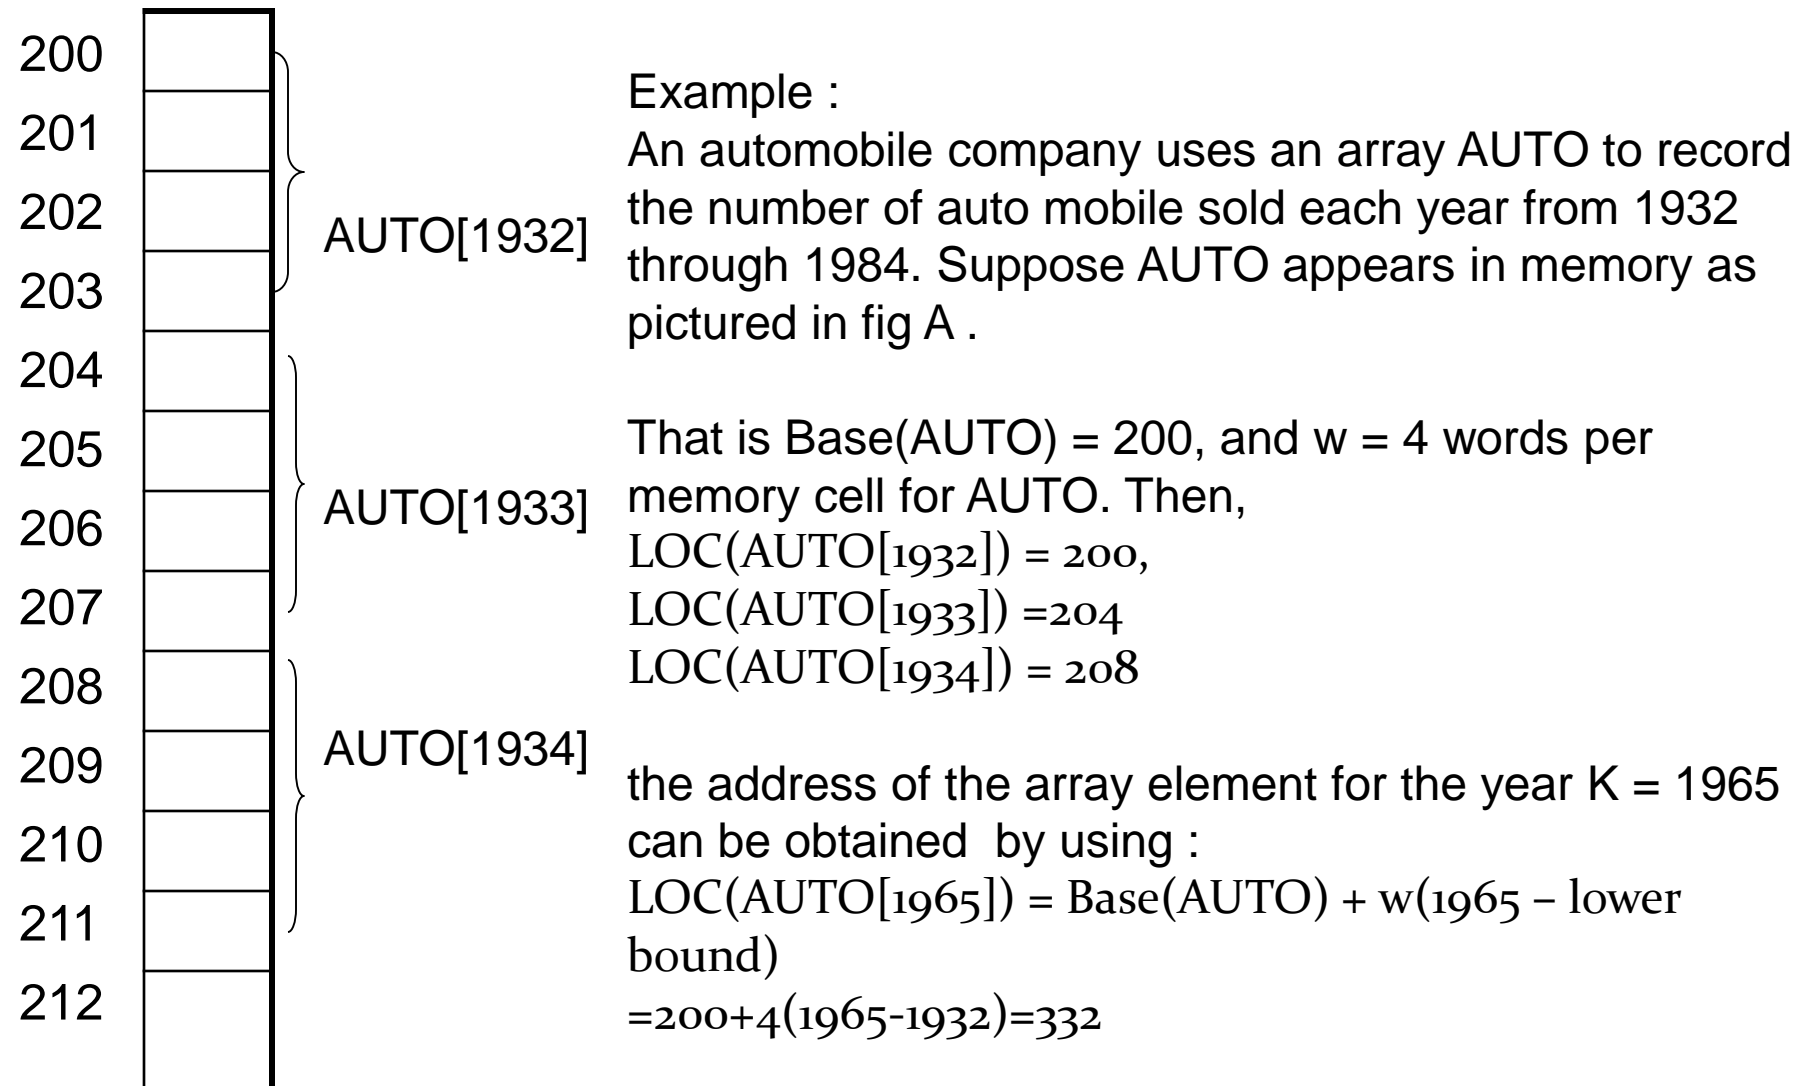 200
201
202
203
204
205
206
207
208
209
210
211
212
AUTO[1932]
AUTO[1933]
AUTO[1934]
Example :
An automobile company uses an array AUTO to record
the number of auto mobile sold each year from 1932
through 1984. Suppose AUTO appears in memory as
pictured in fig A .
That is Base(AUTO) = 200, and w = 4 words per
memory cell for AUTO. Then,
LOC(AUTO[1932]) = 200,
LOC(AUTO[1933]) =204
LOC(AUTO[1934]) = 208
the address of the array element for the year K = 1965
can be obtained  by using :
LOC(AUTO[1965]) = Base(AUTO) + w(1965 – lower
bound)
=200+4(1965-1932)=332